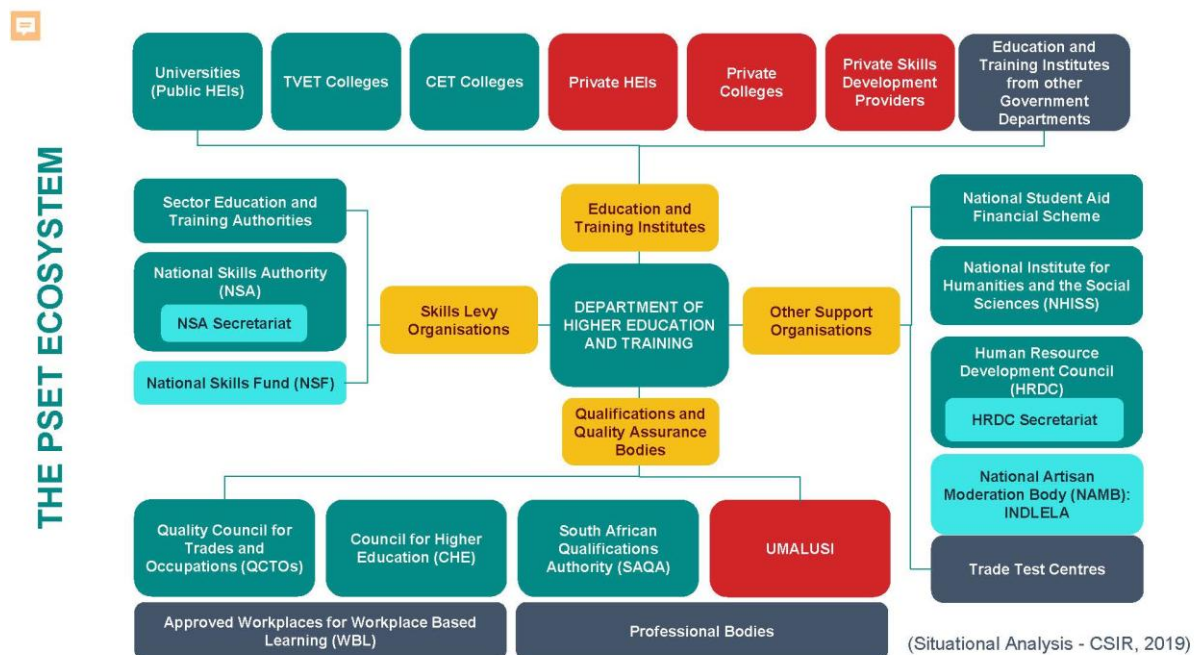 THE PSET ECOSYSTEM
Universities
(Public HEIs)
TVET Colleges
CET Colleges
Private HEIs
Private
Colleges
Private Skills
Development
Providers
Education and
Training Institutes
from other
Government
Departments
Sector Education and
Training Authorities
National Skills Authority
(NSA)
NSA Secretariat
National Skills Fund (NSF)
Skills Levy
Organisations
Education and
Training Institutes
DEPARTMENT OF
HIGHER EDUCATION
AND TRAINING
Other Support
Organisations
National Student Aid
Financial Scheme
National Institute for
Humanities and the Social
Sciences (NHISS)
Human Resource
Development Council
(HRDC)
HRDC Secretariat
National Artisan
Moderation Body (NAMB):
INDLELA
Trade Test Centres
Qualifications and
Quality Assurance
Bodies
Quality Council for
Trades and
Occupations (QCTOs)
Council for Higher
Education (CHE)
South African
Qualifications
Authority (SAQA)
UMALUSI
Approved Workplaces for Workplace Based
Learning (WBL)
Professional Bodies
(Situational Analysis - CSIR, 2019)